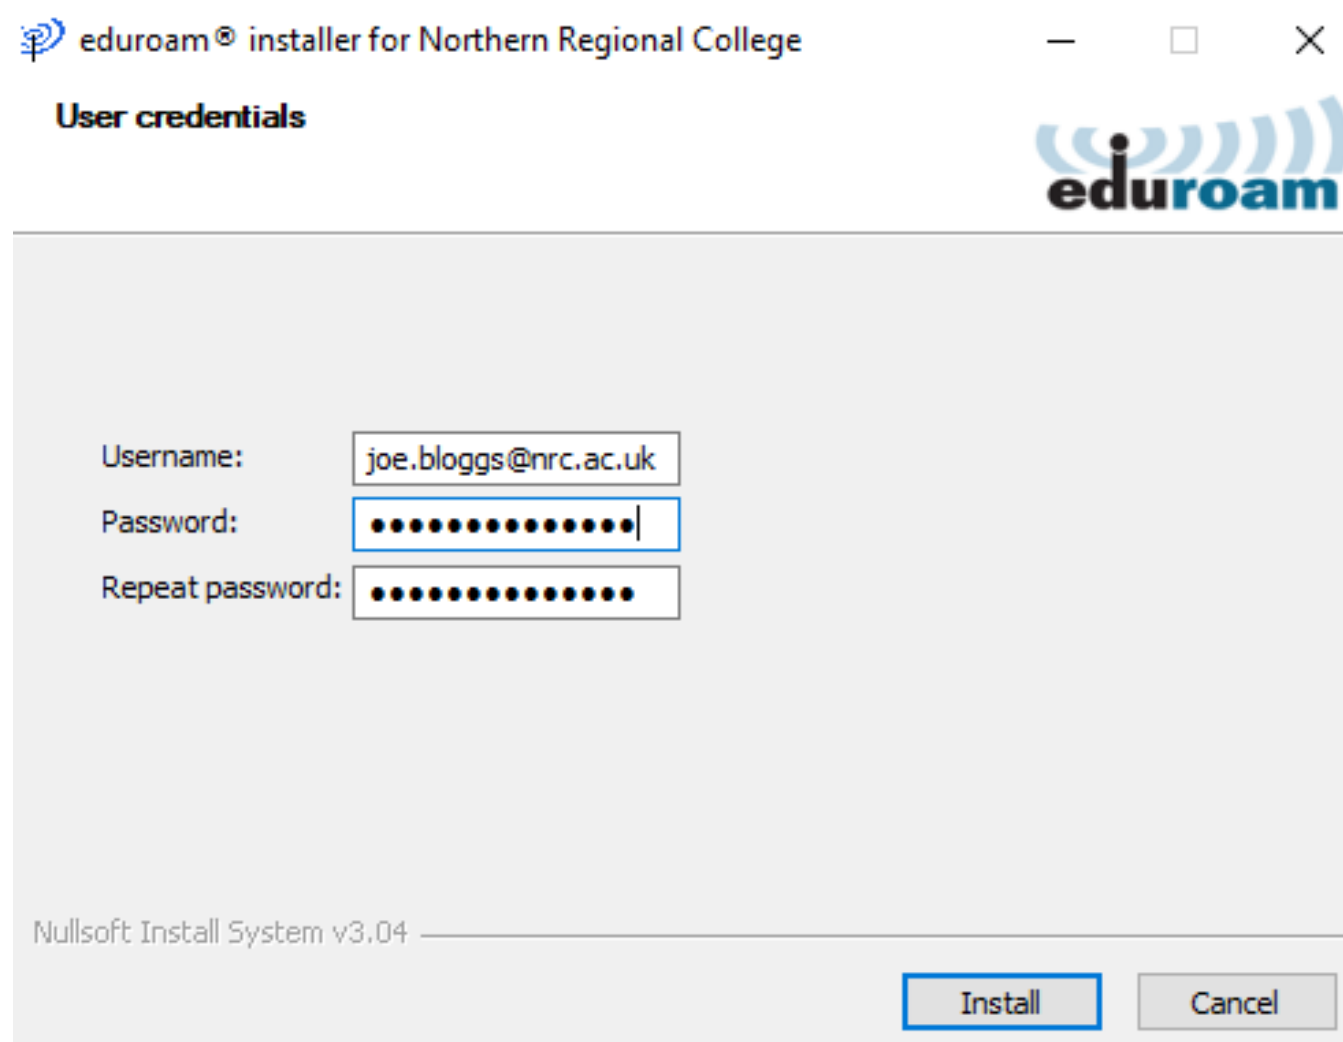 eduroam® installer for Northern Regional College
User credentials
eduroam
Username: joe.bloggs@nrc.ac.uk
Password: ●●●●●●●●●●●●●●
Repeat password: ●●●●●●●●●●●●●●
Nullsoft Install System v3.04
Install Cancel